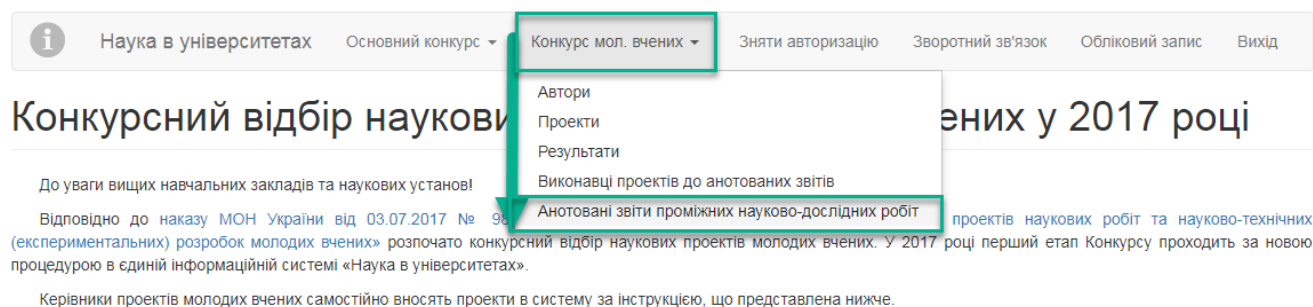 Наука в університетах Основний конкурс Конкурс мол. вчених Зняти авторизацію Зворотний зв'язок Обліковий запис Вихід
Автори
Конкурсний відбір наукови ених у 2017 році
Проекти
Результати
До уваги вищих навчальних закладів та наукових установ!
Виконавці проектів до анотованих звітів
Анотовані звіти проміжних науково-дослідних робіт
Відповідно до наказу МОН України від 03.07.2017 № проектів наукових робіт та науково-технічних
(експериментальних) розробок молодих вчених» розпочато конкурсний відбір наукових проектів молодих вчених. У 2017 році перший етап Конкурсу проходить за новою
процедурою в єдиній інформаційній системі «Наука в університетах».
Керівники проектів молодих вчених самостійно вносять проекти в систему за інструкцією, що представлена нижче.